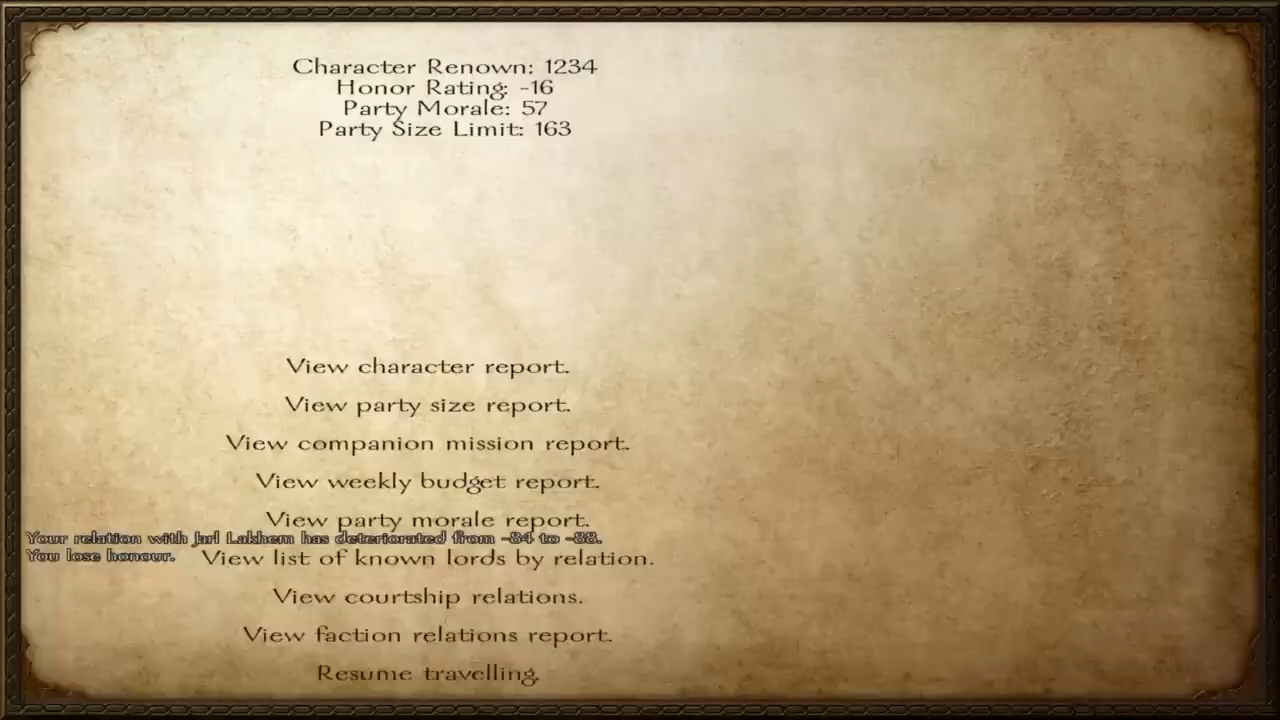 Character Renown: 1234
Honor Rating: -16
Party Morale: 57
Party Size Limit: 163
View character report.
View party size report.
View companion mission report.
View weekly budget report.
View party morale report.
Your relation with Jarl Lakhem has deteriorated from -84 to -88.
You lose honour.
View list of known lords by relation.
View courtship relations.
View faction relations report.
Resume travelling.